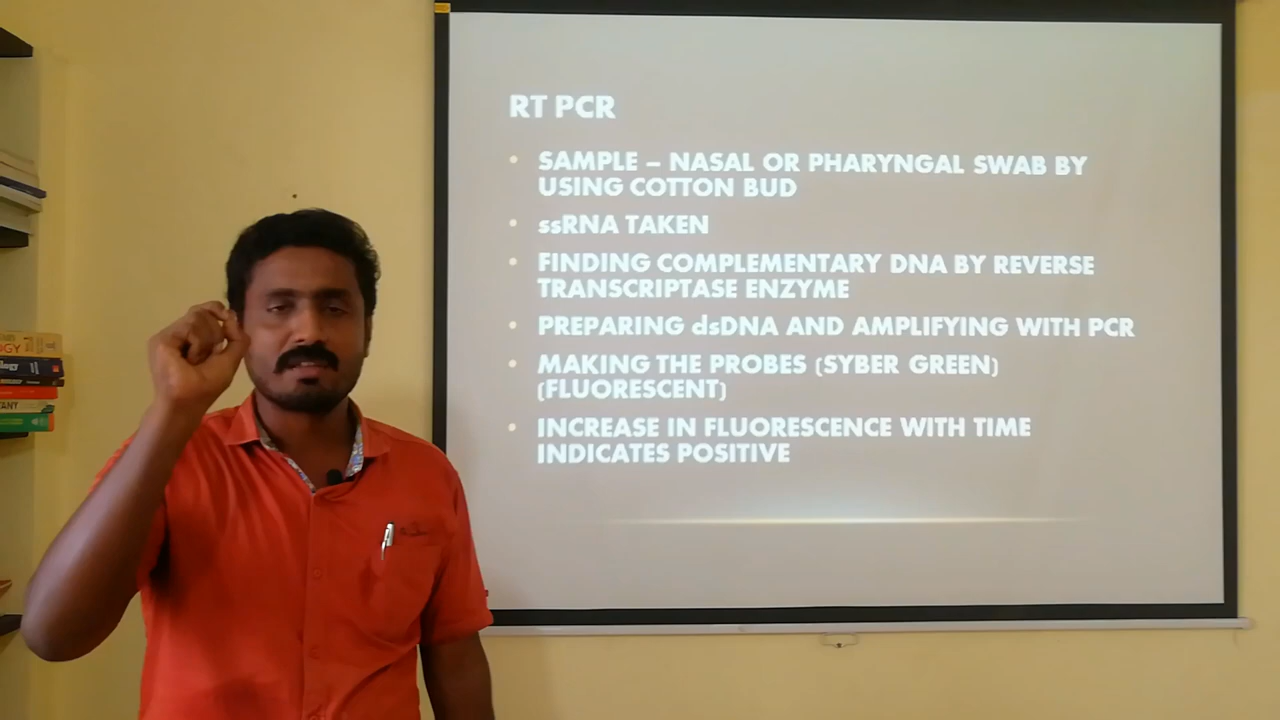 RT PCR
• SAMPLE – NASAL OR PHARYNGAL SWAB BY
USING COTTON BUD
• ssRNA TAKEN
• FINDING COMPLEMENTARY DNA BY REVERSE
TRANSCRIPTASE ENZYME
• PREPARING dsDNA AND AMPLIFYING WITH PCR
• MAKING THE PROBES (SYBER GREEN)
(FLUORESCENT)
• INCREASE IN FLUORESCENCE WITH TIME
INDICATES POSITIVE